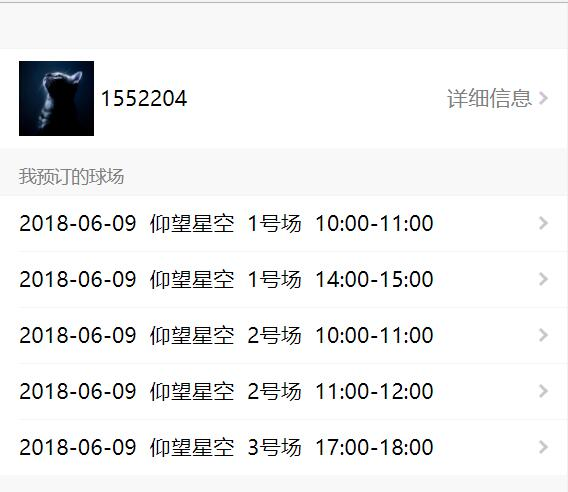 1552204 详细信息
我预订的球场
2018-06-09 仰望星空 1号场 10:00-11:00
2018-06-09 仰望星空 1号场 14:00-15:00
2018-06-09 仰望星空 2号场 10:00-11:00
2018-06-09 仰望星空 2号场 11:00-12:00
2018-06-09 仰望星空 3号场 17:00-18:00